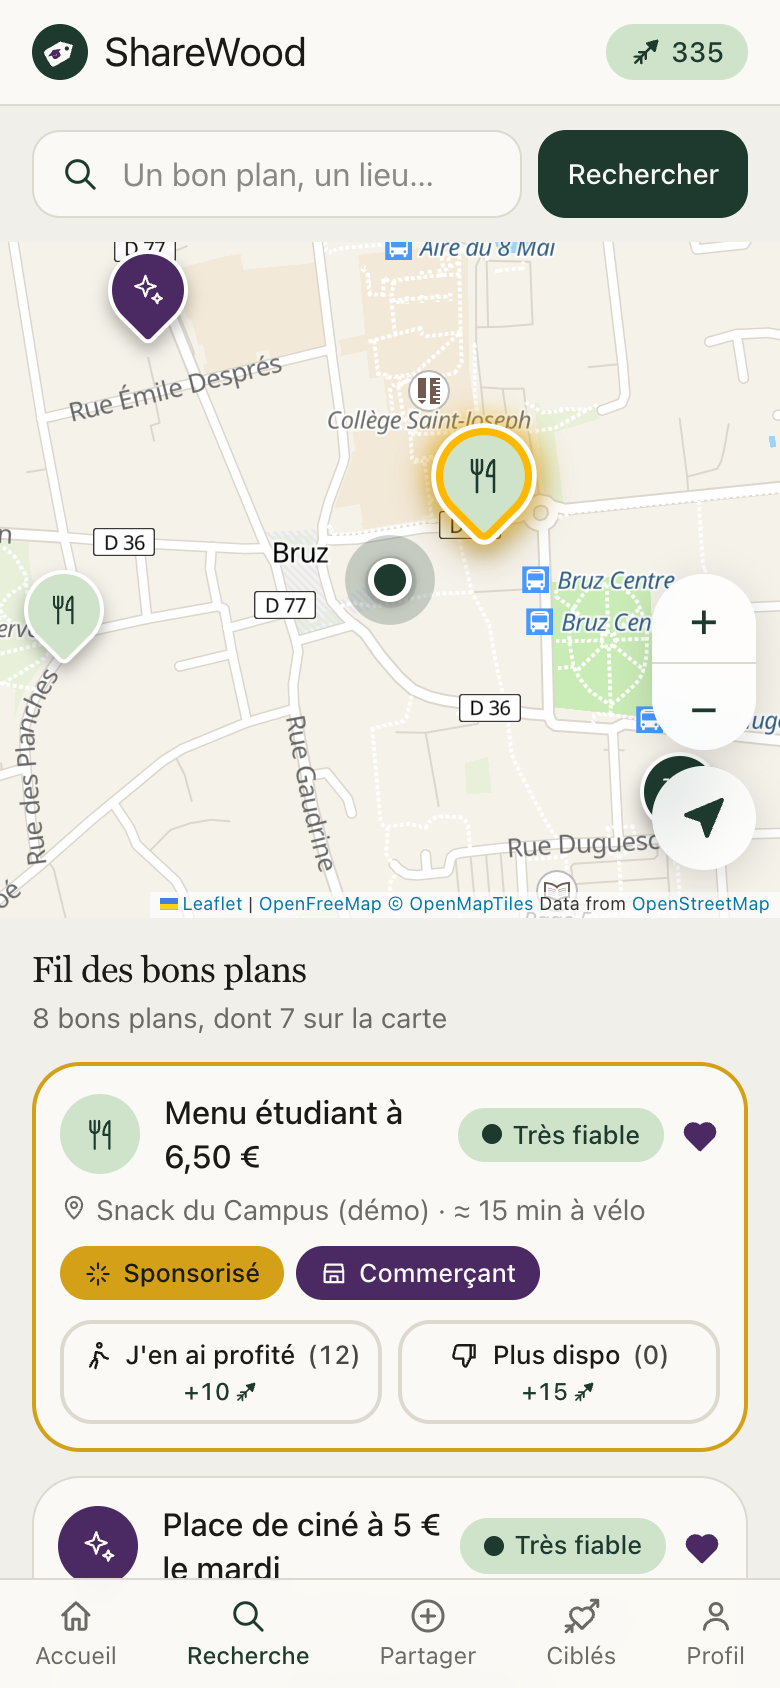 ShareWood
335
Un bon plan, un lieu...
Rechercher
D 77
Aire du 8 Mai
Rue Émile Després
Collège Saint-Joseph
D 36
Bruz
D 77
Bruz Centre
Bruz Cen
D 36
Rue des Planches
Rue Gaudrine
Rue Duguesc
Leaflet | OpenFreeMap © OpenMapTiles Data from OpenStreetMap
Fil des bons plans
8 bons plans, dont 7 sur la carte
Menu étudiant à
6,50 €
Très fiable
Snack du Campus (démo) · ≈ 15 min à vélo
Sponsorisé
Commerçant
J'en ai profité (12)
+10
Plus dispo (0)
+15
Place de ciné à 5 €
le mardi
Très fiable
Accueil
Recherche
Partager
Ciblés
Profil